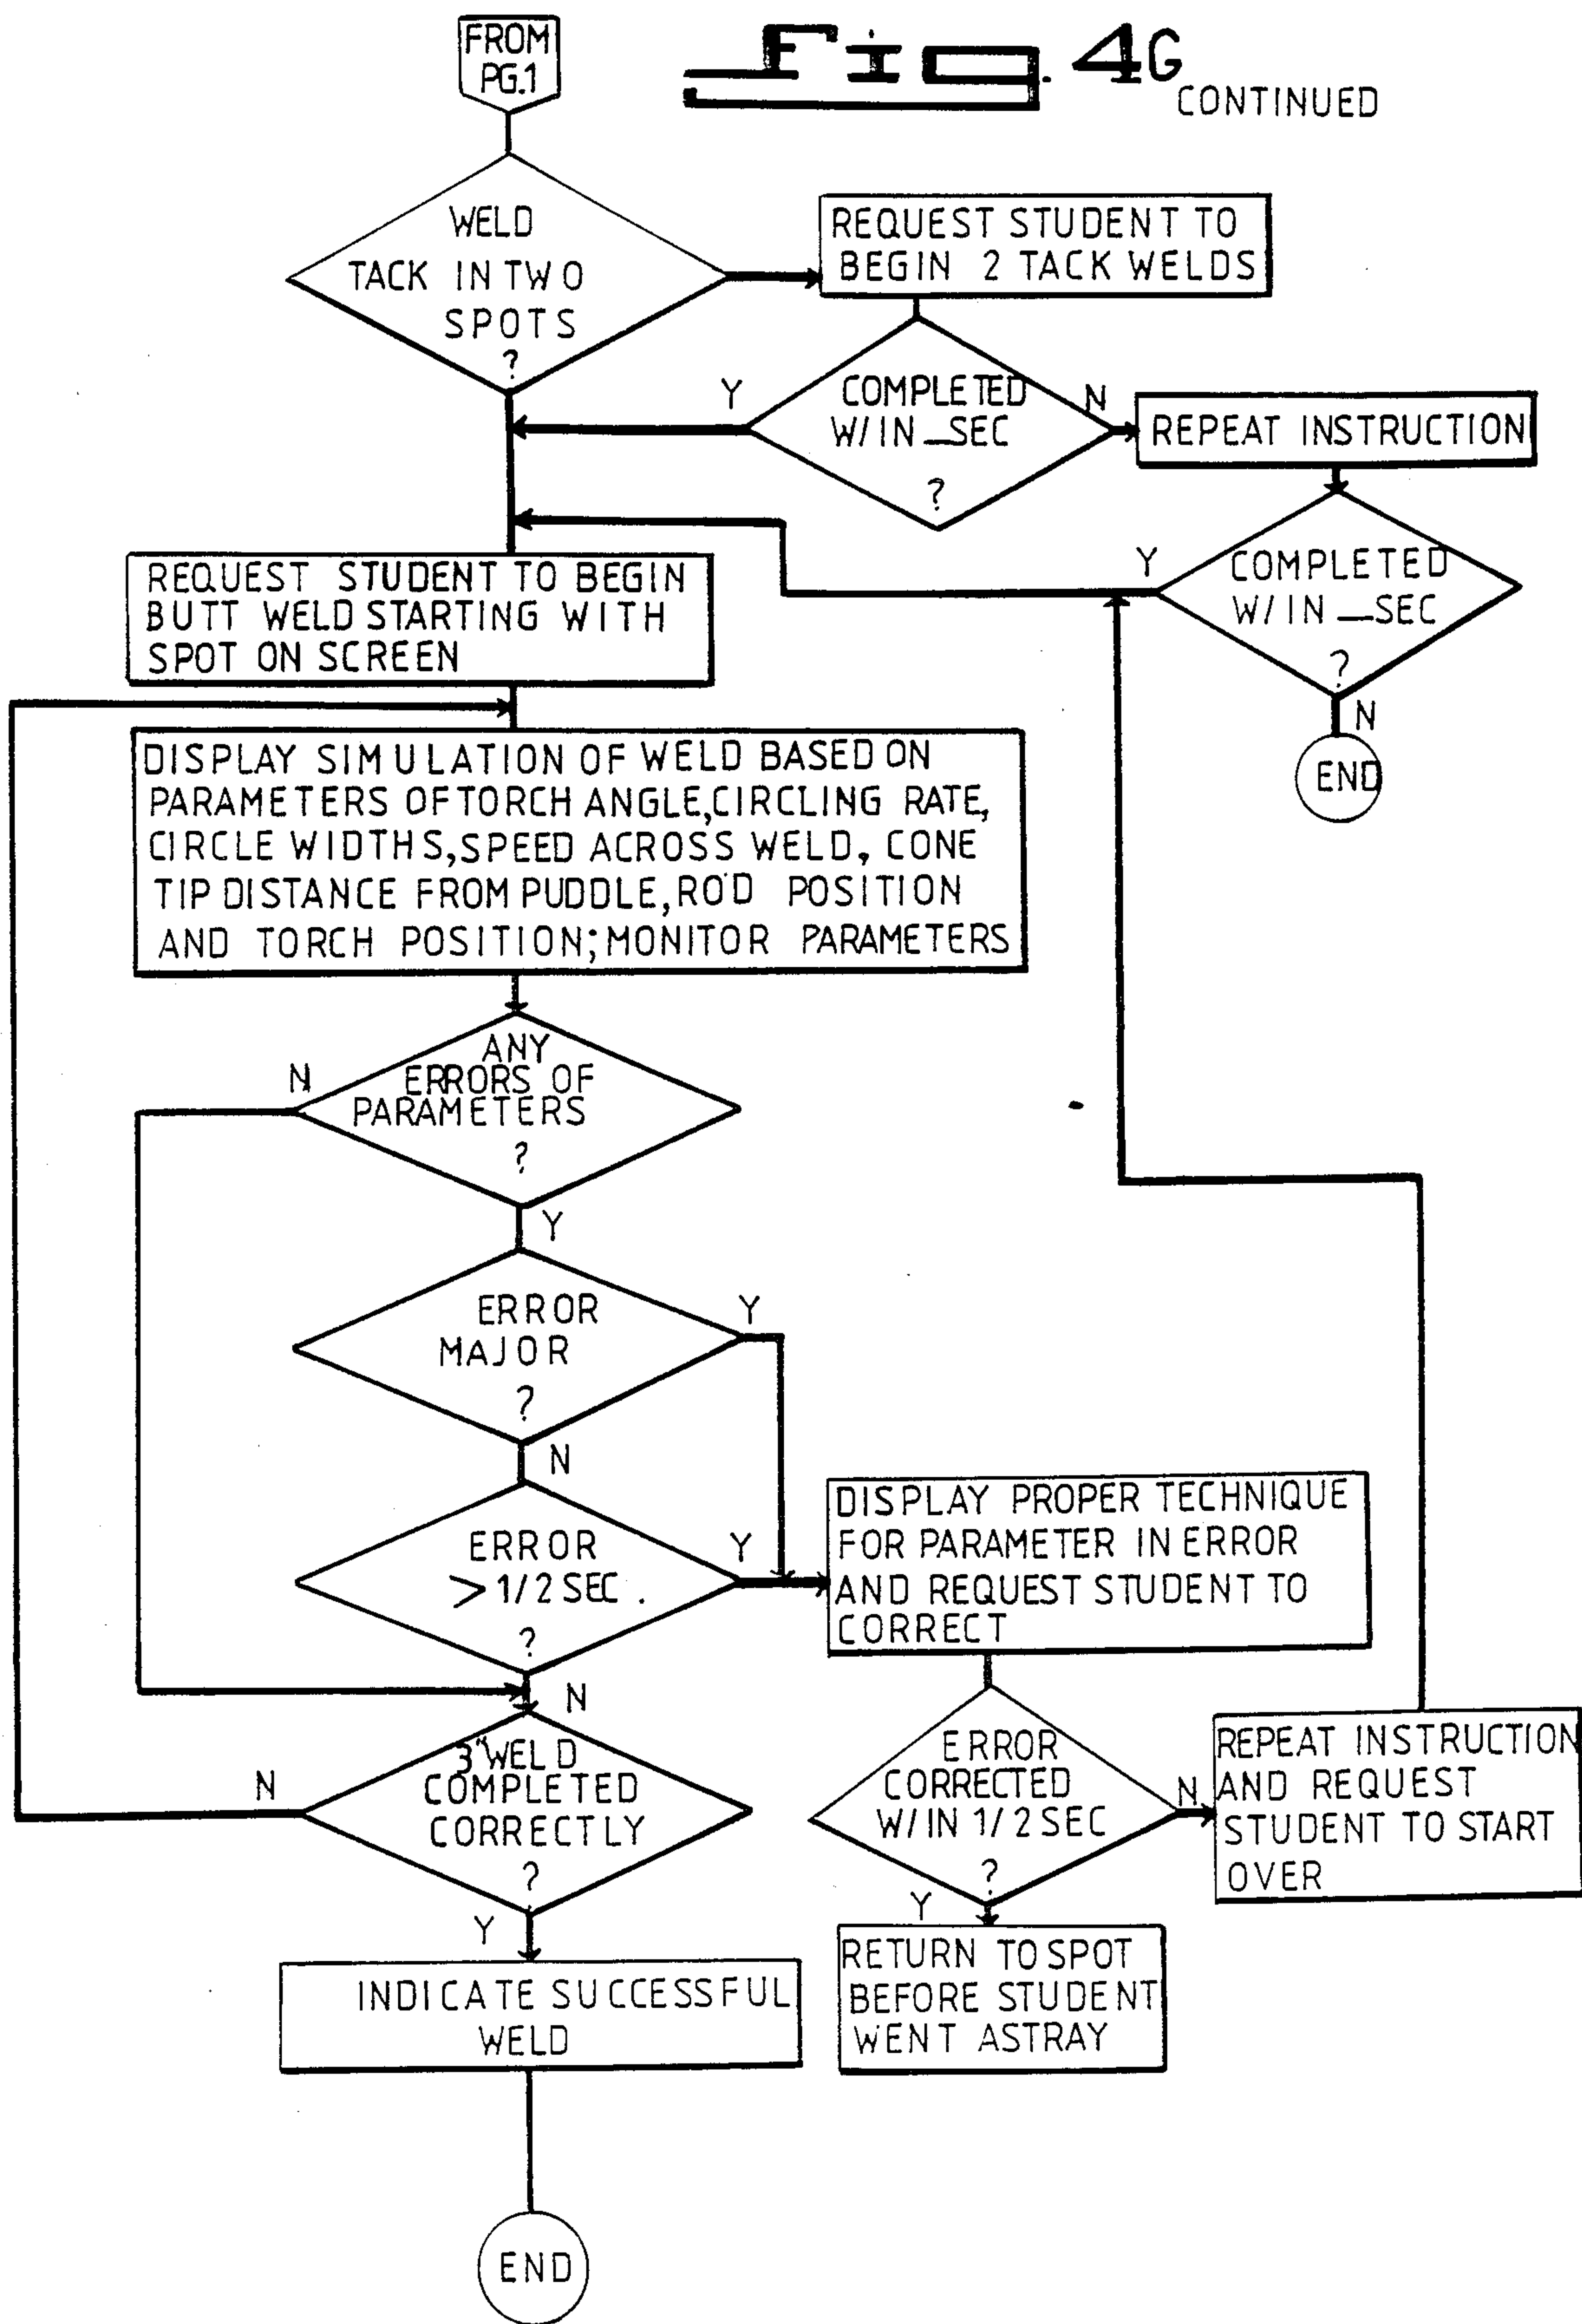 FROM
PG.1
Fig. 4G
CONTINUED
WELD
TACK IN TWO
SPOTS
?
REQUEST STUDENT TO
BEGIN 2 TACK WELDS
Y
COMPLETED
W/IN _SEC
?
N
REPEAT INSTRUCTION
Y
COMPLETED
W/IN _SEC
?
N
END
REQUEST STUDENT TO BEGIN
BUTT WELD STARTING WITH
SPOT ON SCREEN
DISPLAY SIMULATION OF WELD BASED ON
PARAMETERS OF TORCH ANGLE, CIRCLING RATE,
CIRCLE WIDTHS, SPEED ACROSS WELD, CONE
TIP DISTANCE FROM PUDDLE, ROD POSITION
AND TORCH POSITION; MONITOR PARAMETERS
N
ANY
ERRORS OF
PARAMETERS
?
Y
ERROR
MAJOR
?
Y
N
ERROR
> 1/2 SEC.
?
Y
N
DISPLAY PROPER TECHNIQUE
FOR PARAMETER IN ERROR
AND REQUEST STUDENT TO
CORRECT
N
3" WELD
COMPLETED
CORRECTLY
?
Y
ERROR
CORRECTED
W/IN 1/2 SEC
?
N
Y
REPEAT INSTRUCTION
AND REQUEST
STUDENT TO START
OVER
INDICATE SUCCESSFUL
WELD
RETURN TO SPOT
BEFORE STUDENT
WENT ASTRAY
END